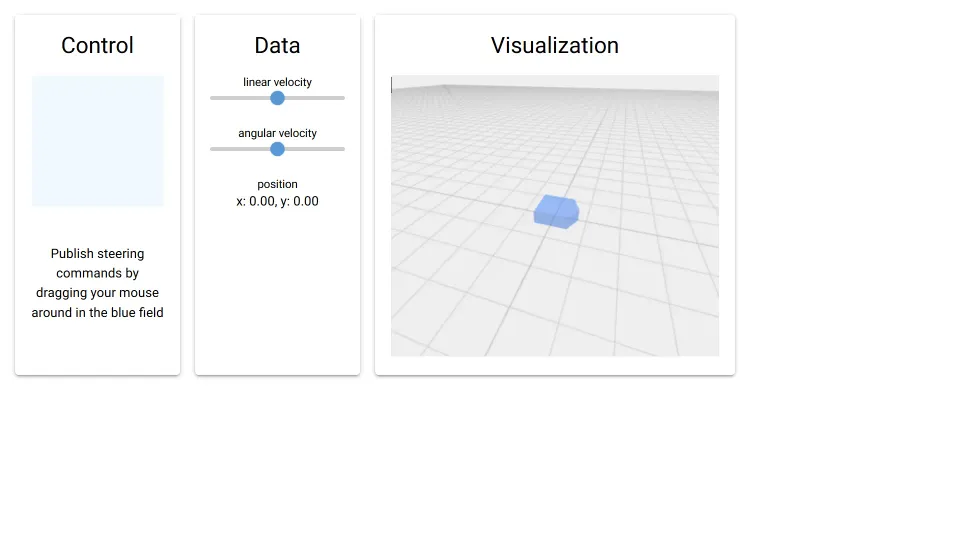 Control
Publish steering
commands by
dragging your mouse
around in the blue field
Data
linear velocity
angular velocity
position
x: 0.00, y: 0.00
Visualization